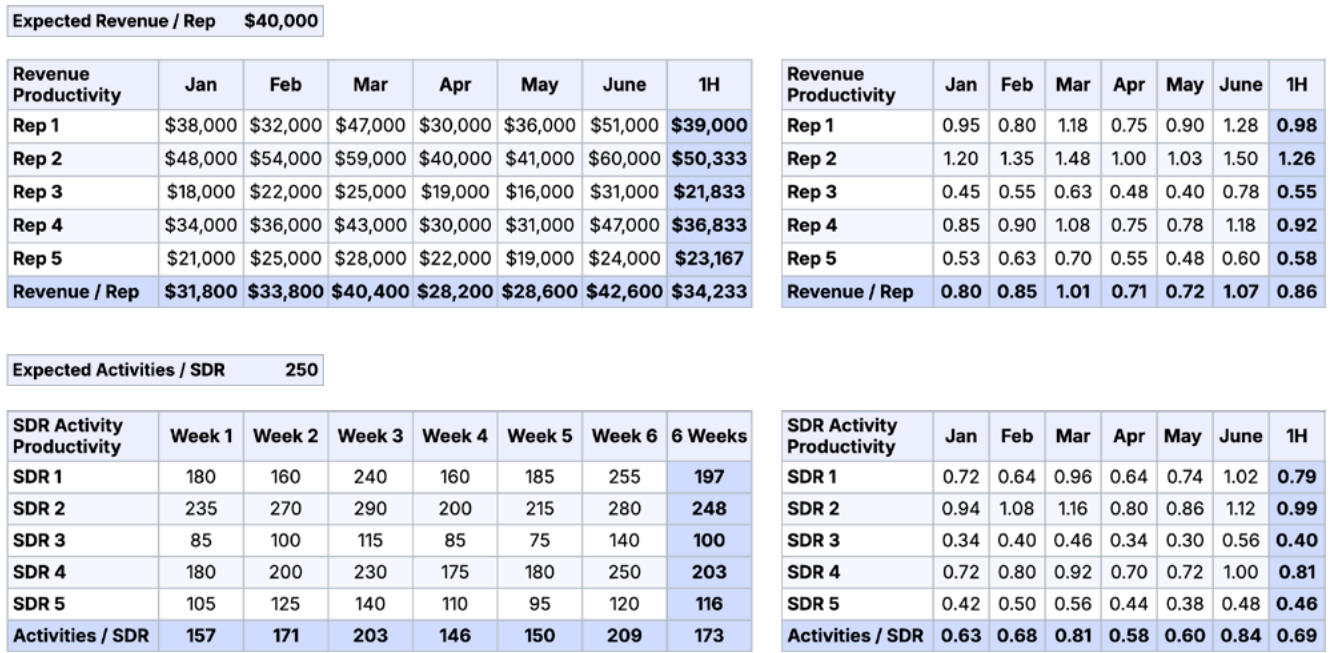 Expected Revenue / Rep $40,000
Revenue Productivity Jan Feb Mar Apr May June 1H
Rep 1 $38,000 $32,000 $47,000 $30,000 $36,000 $51,000 $39,000
Rep 2 $48,000 $54,000 $59,000 $40,000 $41,000 $60,000 $50,333
Rep 3 $18,000 $22,000 $25,000 $19,000 $16,000 $31,000 $21,833
Rep 4 $34,000 $36,000 $43,000 $30,000 $31,000 $47,000 $36,833
Rep 5 $21,000 $25,000 $28,000 $22,000 $19,000 $24,000 $23,167
Revenue / Rep $31,800 $33,800 $40,400 $28,200 $28,600 $42,600 $34,233
Revenue Productivity Jan Feb Mar Apr May June 1H
Rep 1 0.95 0.80 1.18 0.75 0.90 1.28 0.98
Rep 2 1.20 1.35 1.48 1.00 1.03 1.50 1.26
Rep 3 0.45 0.55 0.63 0.48 0.40 0.78 0.55
Rep 4 0.85 0.90 1.08 0.75 0.78 1.18 0.92
Rep 5 0.53 0.63 0.70 0.55 0.48 0.60 0.58
Revenue / Rep 0.80 0.85 1.01 0.71 0.72 1.07 0.86
Expected Activities / SDR 250
SDR Activity Productivity Week 1 Week 2 Week 3 Week 4 Week 5 Week 6 6 Weeks
SDR 1 180 160 240 160 185 255 197
SDR 2 235 270 290 200 215 280 248
SDR 3 85 100 115 85 75 140 100
SDR 4 180 200 230 175 180 250 203
SDR 5 105 125 140 110 95 120 116
Activities / SDR 157 171 203 146 150 209 173
SDR Activity Productivity Jan Feb Mar Apr May June 1H
SDR 1 0.72 0.64 0.96 0.64 0.74 1.02 0.79
SDR 2 0.94 1.08 1.16 0.80 0.86 1.12 0.99
SDR 3 0.34 0.40 0.46 0.34 0.30 0.56 0.40
SDR 4 0.72 0.80 0.92 0.70 0.72 1.00 0.81
SDR 5 0.42 0.50 0.56 0.44 0.38 0.48 0.46
Activities / SDR 0.63 0.68 0.81 0.58 0.60 0.84 0.69